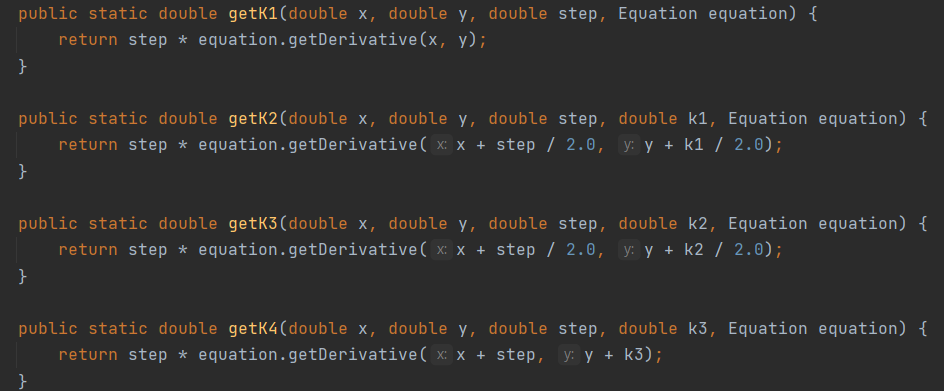 public static double getK1(double x, double y, double step, Equation equation) {
    return step * equation.getDerivative(x, y);
}
public static double getK2(double x, double y, double step, double k1, Equation equation) {
    return step * equation.getDerivative( x: x + step / 2.0, y: y + k1 / 2.0);
}
public static double getK3(double x, double y, double step, double k2, Equation equation) {
    return step * equation.getDerivative( x: x + step / 2.0, y: y + k2 / 2.0);
}
public static double getK4(double x, double y, double step, double k3, Equation equation) {
    return step * equation.getDerivative( x: x + step, y: y + k3);
}